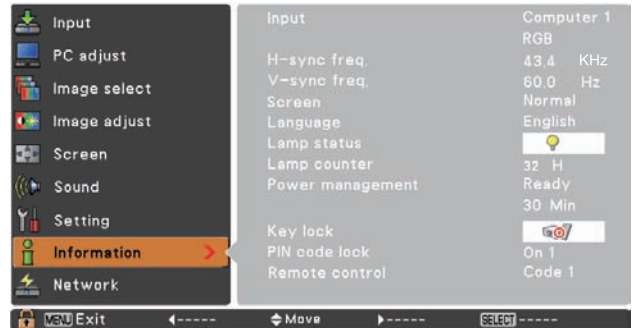 Input
PC adjust
Image select
Image adjust
Screen
Sound
Setting
Information
Network
Input Computer 1
RGB
H-sync freq. 43.4 KHz
V-sync freq. 60.0 Hz
Screen Normal
Language English
Lamp status
Lamp counter 32 H
Power management Ready
30 Min
Key lock
PIN code lock On 1
Remote control Code 1
MENU Exit ◄----- Move ►----- SELECT -----